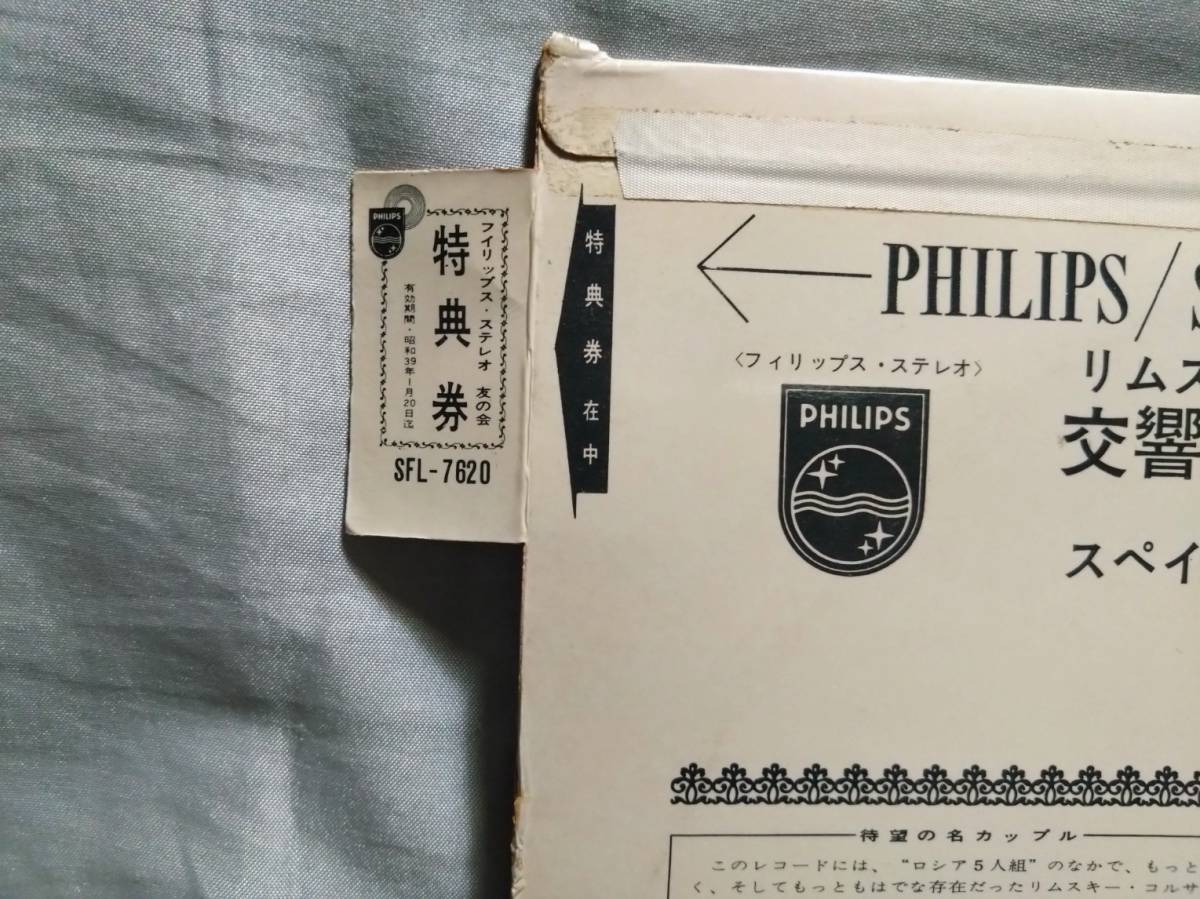 PHILIPS
フイリップス・ステレオ 友の会
特典券
有効期間・昭和39年1月20日迄
SFL-7620
特典券在中
PHILIPS/S
〈フィリップス・ステレオ〉
PHILIPS
リムス
交響
スペイ
待望の名カップル
このレコードには、“ロシア5人組”のなかで、もっと
く、そしてもっともはでな存在だったリムスキー・コルサ